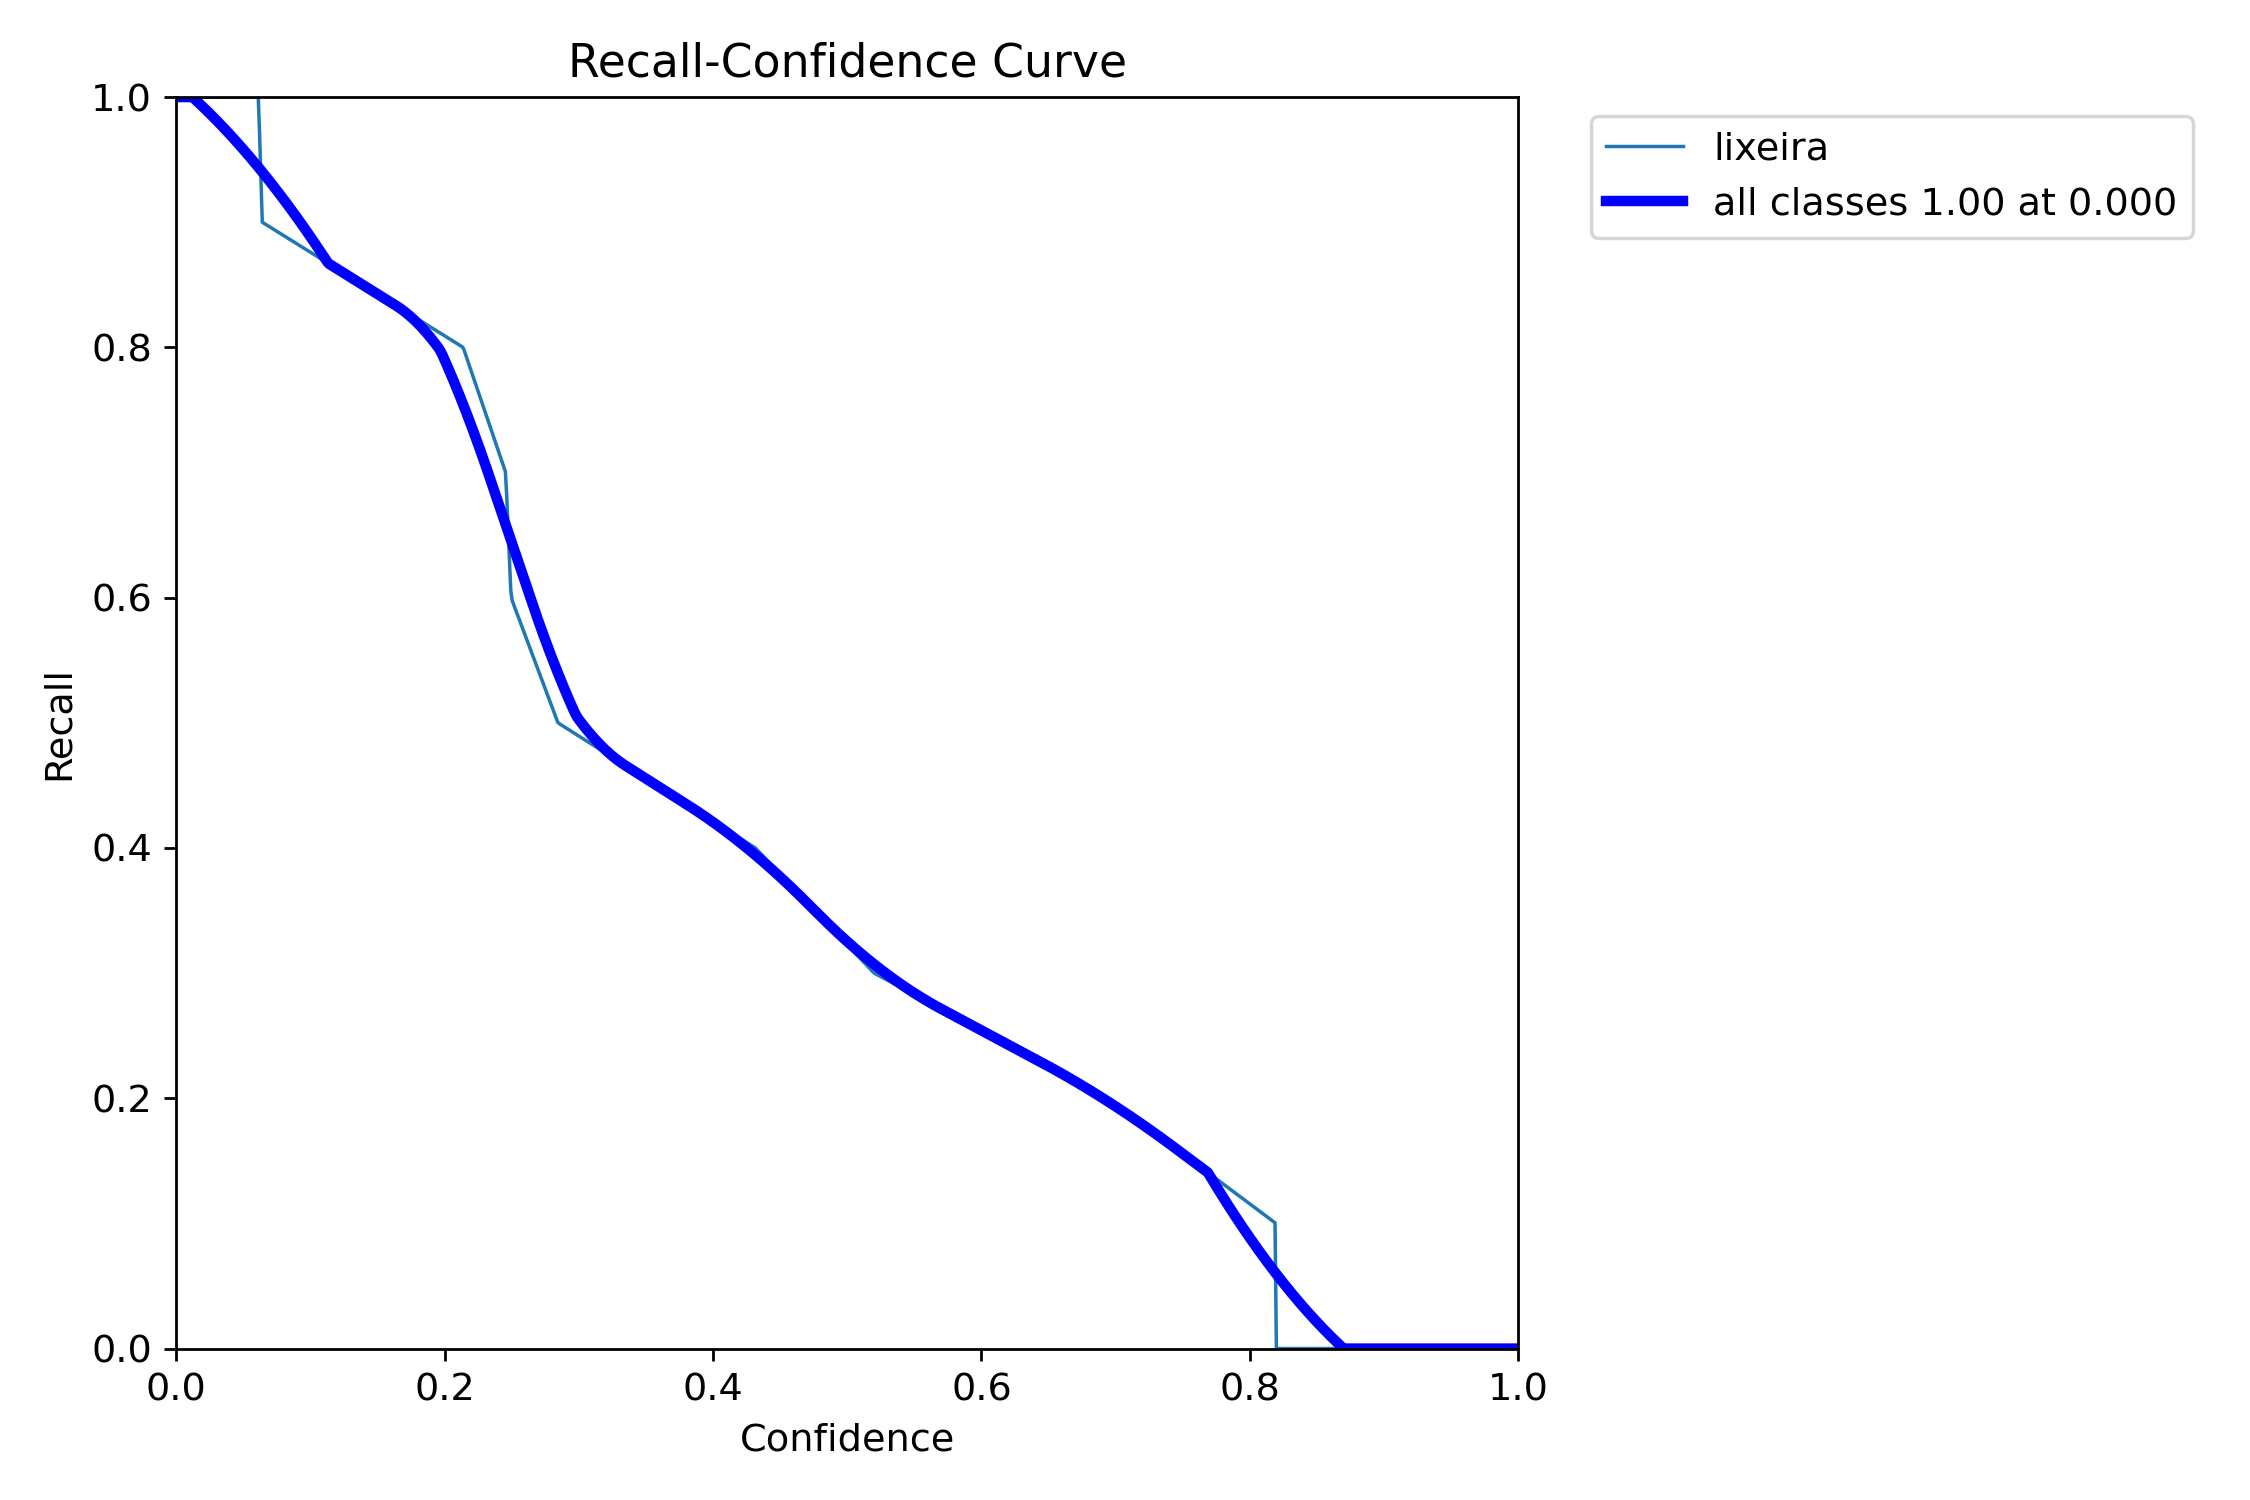 Recall-Confidence Curve
lixeira
all classes 1.00 at 0.000
1.0
0.8
0.6
0.4
0.2
0.0
Recall
0.0 0.2 0.4 0.6 0.8 1.0
Confidence